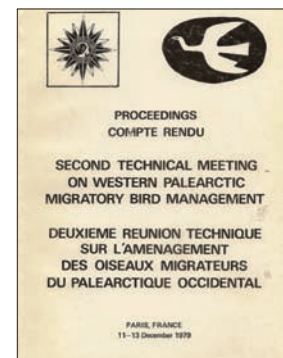 PROCEEDINGS
COMPTE RENDU
SECOND TECHNICAL MEETING
ON WESTERN PALEARCTIC
MIGRATORY BIRD MANAGEMENT
DEUXIEME REUNION TECHNIQUE
SUR L'AMENAGEMENT
DES OISEAUX MIGRATEURS
DU PALEARCTIQUE OCCIDENTAL
PARIS, FRANCE
11-13 December 1979